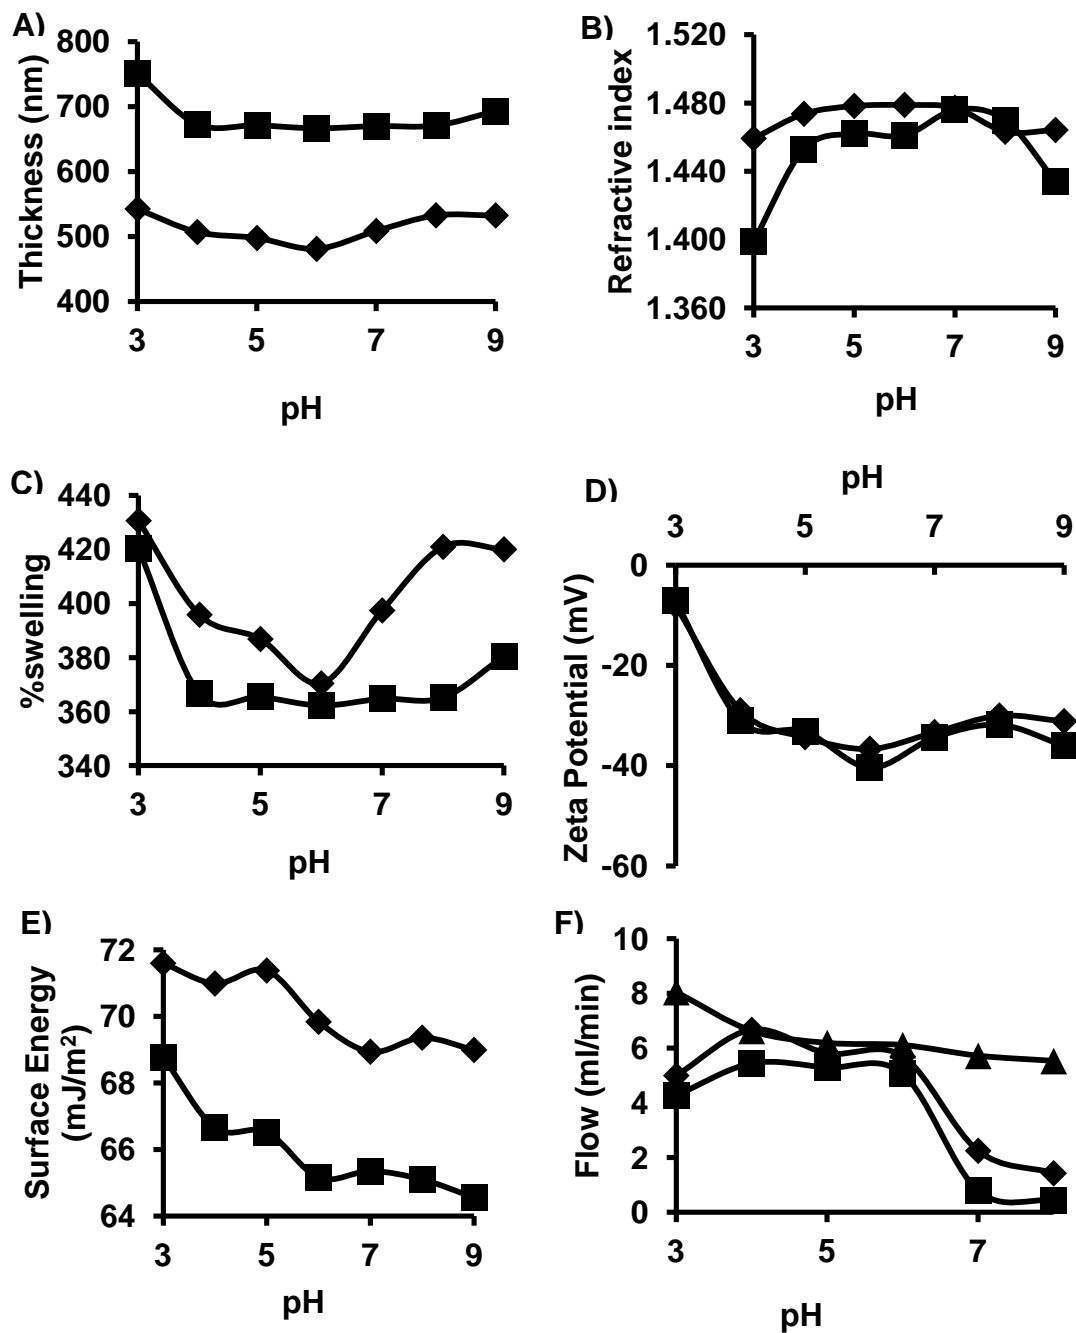 A)
800
700
600
500
400
Thickness (nm)
3 5 7 9
pH
B)
1.520
1.480
1.440
1.400
1.360
Refractive index
3 5 7 9
pH
C)
440
420
400
380
360
340
%swelling
3 5 7 9
pH
D)
pH
3 5 7 9
0
-20
-40
-60
Zeta Potential (mV)
E)
72
70
68
66
64
Surface Energy
(mJ/m²)
3 5 7 9
pH
F)
10
8
6
4
2
0
Flow (ml/min)
3 5 7
pH